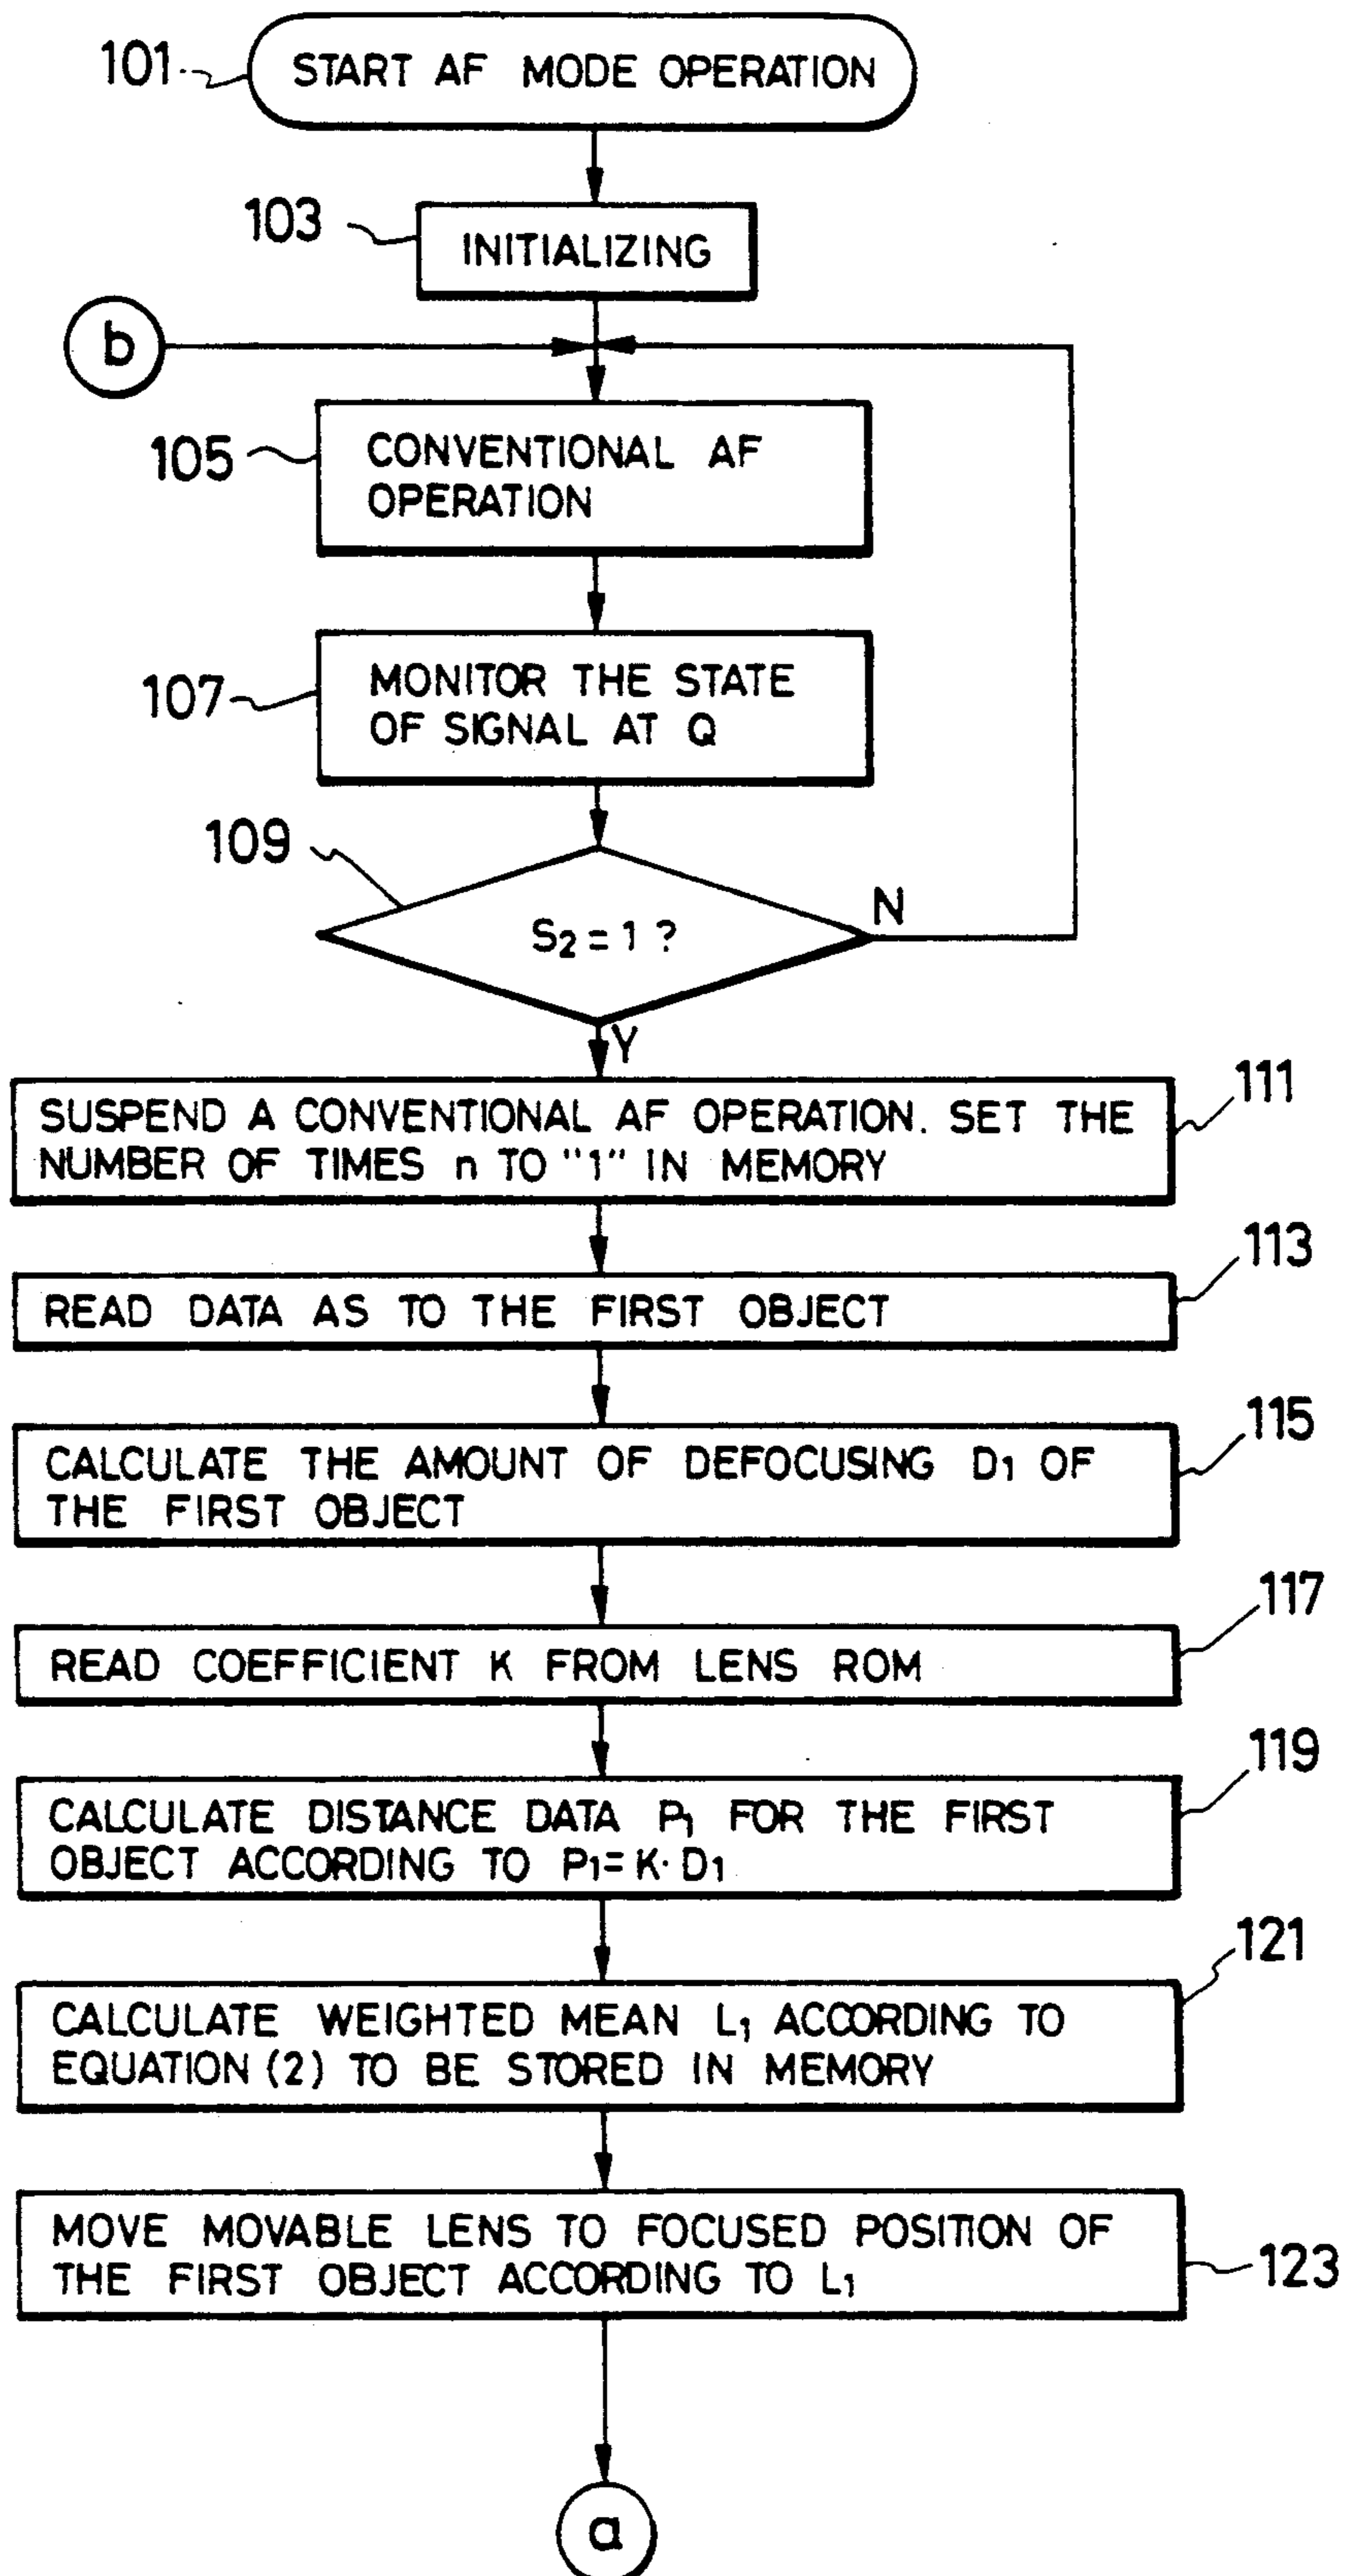 101
START AF MODE OPERATION
103
INITIALIZING
b
105
CONVENTIONAL AF
OPERATION
107
MONITOR THE STATE
OF SIGNAL AT Q
109
S₂ = 1 ?
N
Y
111
SUSPEND A CONVENTIONAL AF OPERATION. SET THE
NUMBER OF TIMES n TO "1" IN MEMORY
113
READ DATA AS TO THE FIRST OBJECT
115
CALCULATE THE AMOUNT OF DEFOCUSING D₁ OF
THE FIRST OBJECT
117
READ COEFFICIENT K FROM LENS ROM
119
CALCULATE DISTANCE DATA P₁ FOR THE FIRST
OBJECT ACCORDING TO P₁ = K · D₁
121
CALCULATE WEIGHTED MEAN L₁ ACCORDING TO
EQUATION (2) TO BE STORED IN MEMORY
MOVE MOVABLE LENS TO FOCUSED POSITION OF
THE FIRST OBJECT ACCORDING TO L₁
123
a